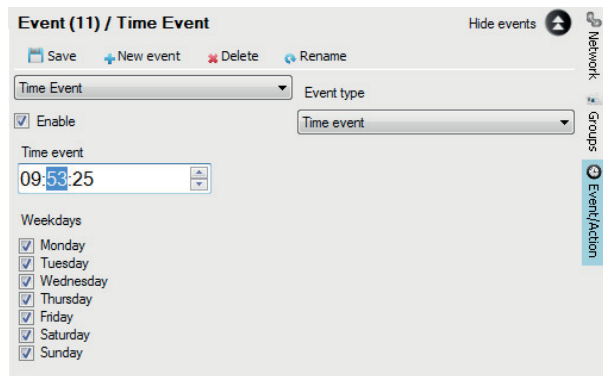 Event (11) / Time Event
Hide events
Save
New event
Delete
Rename
Time Event
Event type
Enable
Time event
Time event
09:53:25
Weekdays
Monday
Tuesday
Wednesday
Thursday
Friday
Saturday
Sunday
Network
Groups
Event/Action